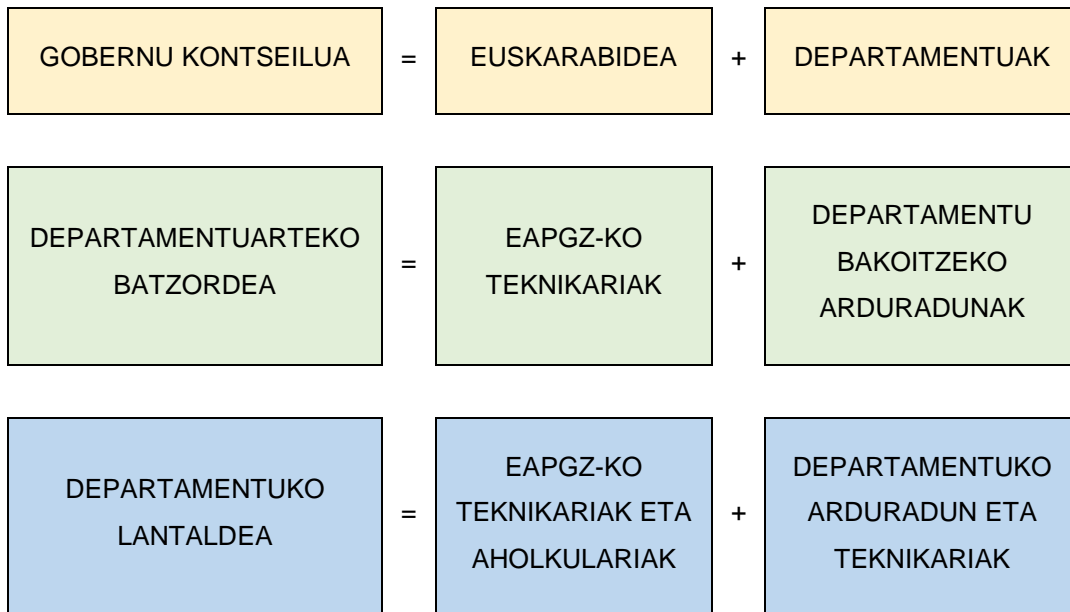 GOBERNU KONTSEILUA = EUSKARABIDEA + DEPARTAMENTUAK
DEPARTAMENTUARTEKO
BATZORDEA
=
EAPGZ-KO
TEKNIKARIAK
+
DEPARTAMENTU
BAKOITZEKO
ARDURADUNAK
DEPARTAMENTUKO
LANTALDEA
=
EAPGZ-KO
TEKNIKARIAK ETA
AHOLKULARIAK
+
DEPARTAMENTUKO
ARDURADUN ETA
TEKNIKARIAK